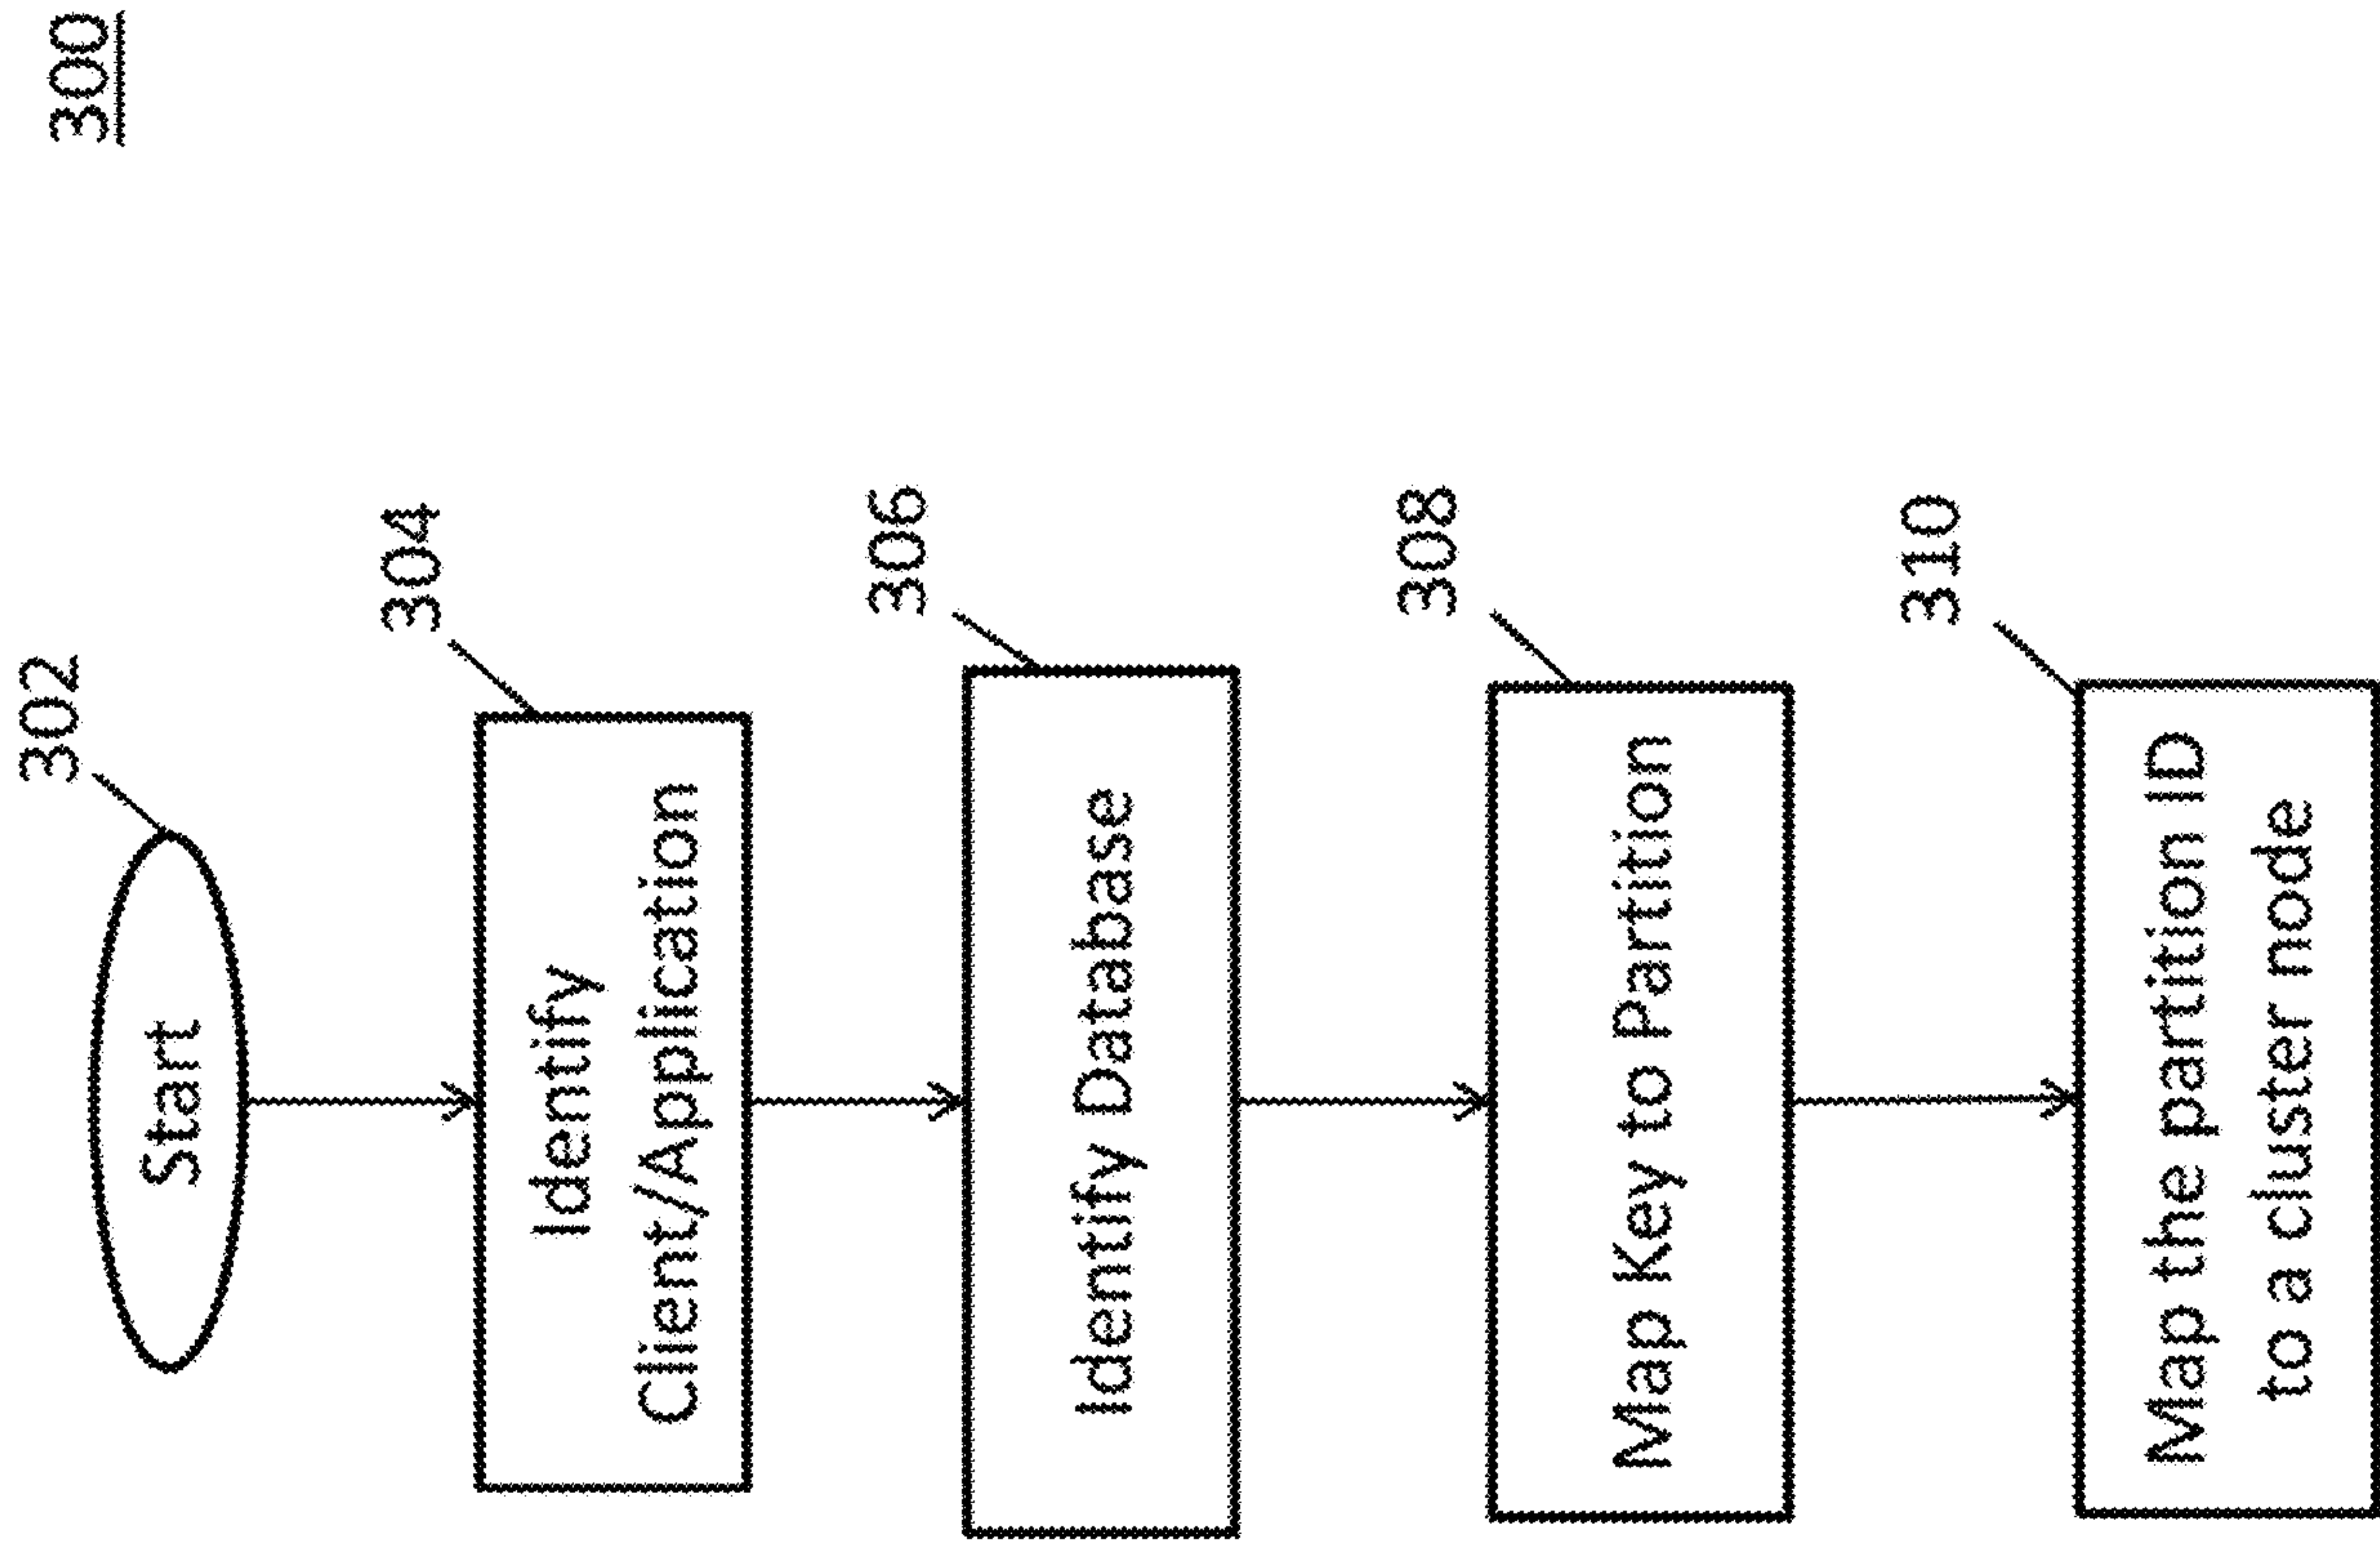 300
302
Start
304
Identify
Client/Application
306
Identify Database
308
Map Key to Partition
310
Map the partition ID
to a cluster node